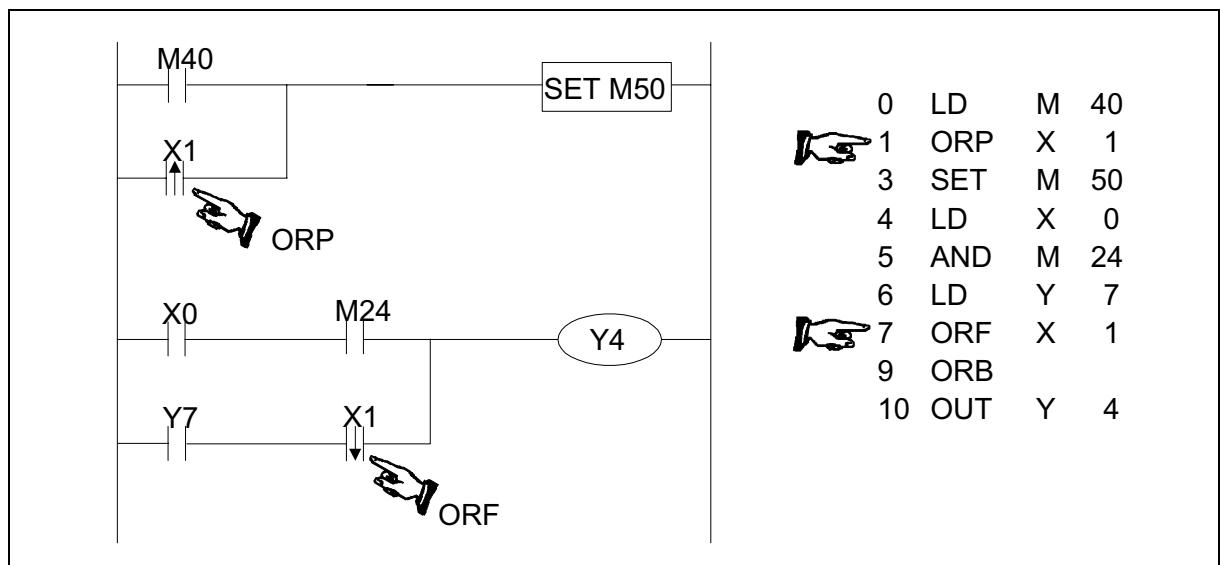 M40
SET M50
X1
ORP
X0 M24
Y4
Y7 X1
ORF
0 LD M 40
1 ORP X 1
3 SET M 50
4 LD X 0
5 AND M 24
6 LD Y 7
7 ORF X 1
9 ORB
10 OUT Y 4